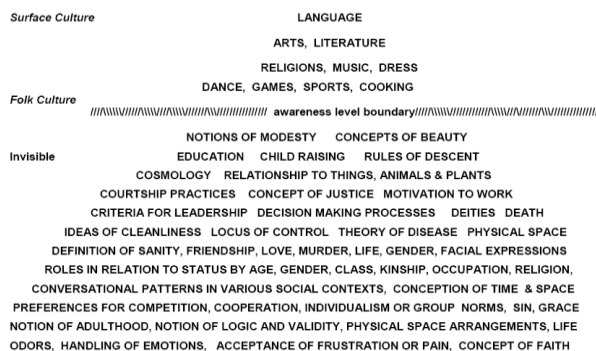 Surface Culture LANGUAGE
ARTS, LITERATURE
RELIGIONS, MUSIC, DRESS
DANCE, GAMES, SPORTS, COOKING
Folk Culture
////\\\\\\//////\\\\\////\\\\//////\\\//////////////// awareness level boundary/////\\\\\\/////////////\\\\\///\//////\\\//////////////
NOTIONS OF MODESTY CONCEPTS OF BEAUTY
Invisible EDUCATION CHILD RAISING RULES OF DESCENT
COSMOLOGY RELATIONSHIP TO THINGS, ANIMALS & PLANTS
COURTSHIP PRACTICES CONCEPT OF JUSTICE MOTIVATION TO WORK
CRITERIA FOR LEADERSHIP DECISION MAKING PROCESSES DEITIES DEATH
IDEAS OF CLEANLINESS LOCUS OF CONTROL THEORY OF DISEASE PHYSICAL SPACE
DEFINITION OF SANITY, FRIENDSHIP, LOVE, MURDER, LIFE, GENDER, FACIAL EXPRESSIONS
ROLES IN RELATION TO STATUS BY AGE, GENDER, CLASS, KINSHIP, OCCUPATION, RELIGION,
CONVERSATIONAL PATTERNS IN VARIOUS SOCIAL CONTEXTS, CONCEPTION OF TIME & SPACE
PREFERENCES FOR COMPETITION, COOPERATION, INDIVIDUALISM OR GROUP NORMS, SIN, GRACE
NOTION OF ADULTHOOD, NOTION OF LOGIC AND VALIDITY, PHYSICAL SPACE ARRANGEMENTS, LIFE
ODORS, HANDLING OF EMOTIONS, ACCEPTANCE OF FRUSTRATION OR PAIN, CONCEPT OF FAITH